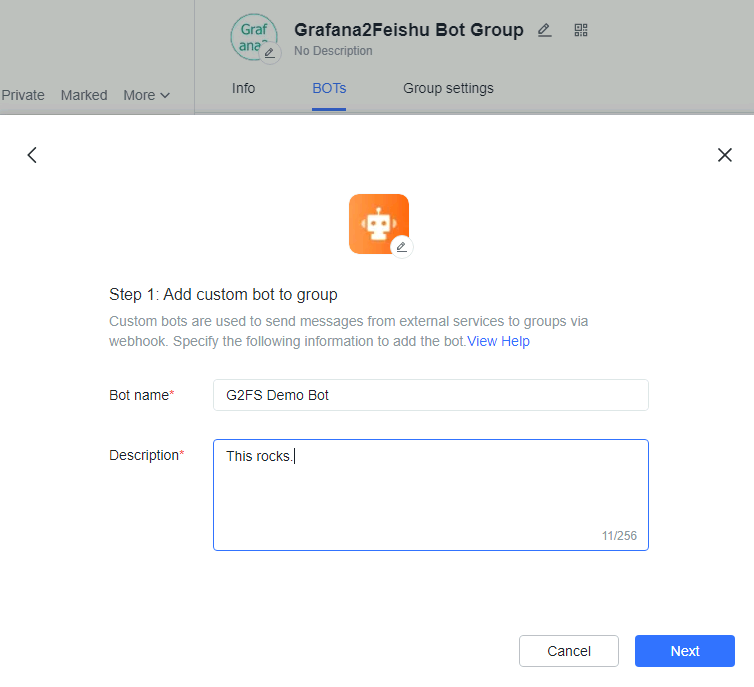 Graf
ana2
Grafana2Feishu Bot Group
No Description
Private Marked More
Info BOTs Group settings
Step 1: Add custom bot to group
Custom bots are used to send messages from external services to groups via
webhook. Specify the following information to add the bot.View Help
Bot name* G2FS Demo Bot
Description* This rocks.
11/256
Cancel Next